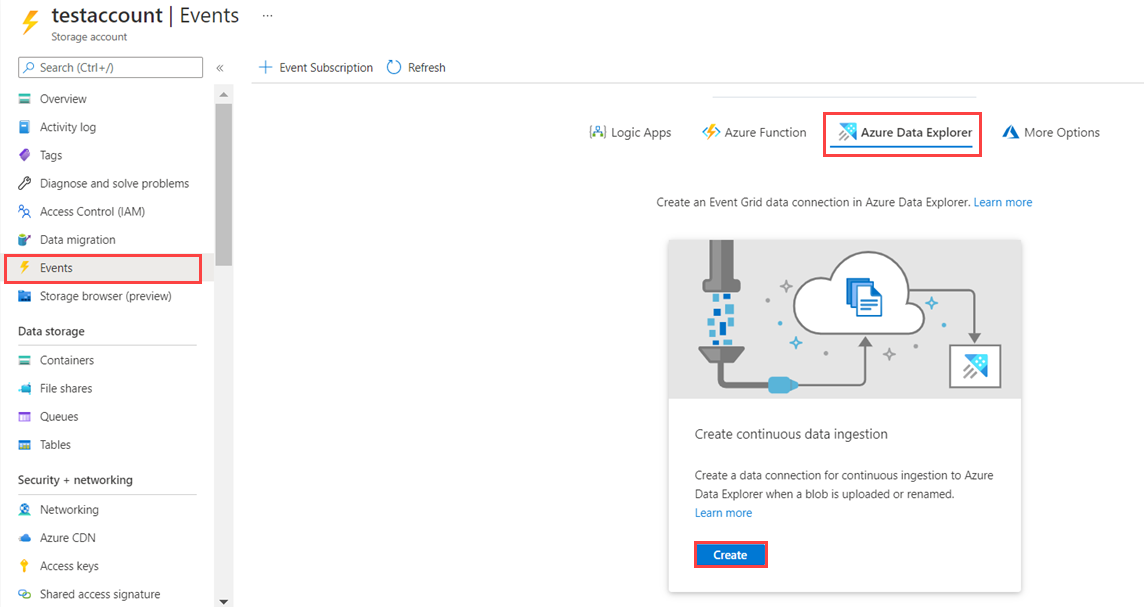 testaccount | Events ...
Storage account
Search (Ctrl+/) «
Event Subscription Refresh
Overview
Activity log
Tags
Diagnose and solve problems
Access Control (IAM)
Data migration
Events
Storage browser (preview)
Data storage
Containers
File shares
Queues
Tables
Security + networking
Networking
Azure CDN
Access keys
Shared access signature
Logic Apps Azure Function Azure Data Explorer More Options
Create an Event Grid data connection in Azure Data Explorer. Learn more
Create continuous data ingestion
Create a data connection for continuous ingestion to Azure
Data Explorer when a blob is uploaded or renamed.
Learn more
Create